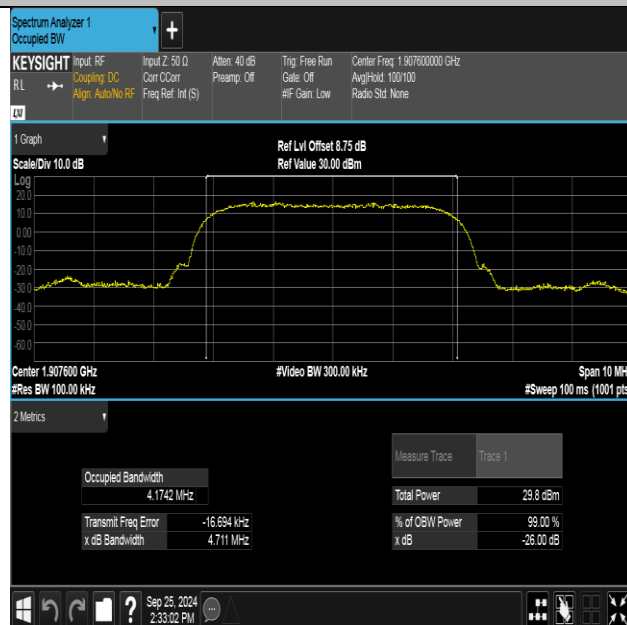 Spectrum Analyzer 1
Occupied BW
+
KEYSIGHT Input: RF Input Z: 50 Ω Atten: 40 dB Trig: Free Run Center Freq: 1.907600000 GHz
RL Coupling: DC Corr CCorr Preamp: Off Gate: Off Avg|Hold: 100/100
Align: Auto/No RF Freq Ref: Int (S) #IF Gain: Low Radio Std: None
LXI
1 Graph
Ref Lvl Offset 8.75 dB
Scale/Div 10.0 dB Ref Value 30.00 dBm
Log
20.0
10.0
0.00
-10.0
-20.0
-30.0
-40.0
-50.0
-60.0
Center 1.907600 GHz #Video BW 300.00 kHz Span 10 MH
#Res BW 100.00 kHz #Sweep 100 ms (1001 pts
2 Metrics
Measure Trace Trace 1
Occupied Bandwidth
4.1742 MHz Total Power 29.8 dBm
Transmit Freq Error -16.694 kHz % of OBW Power 99.00 %
x dB Bandwidth 4.711 MHz x dB -26.00 dB
? Sep 25, 2024
2:33:02 PM